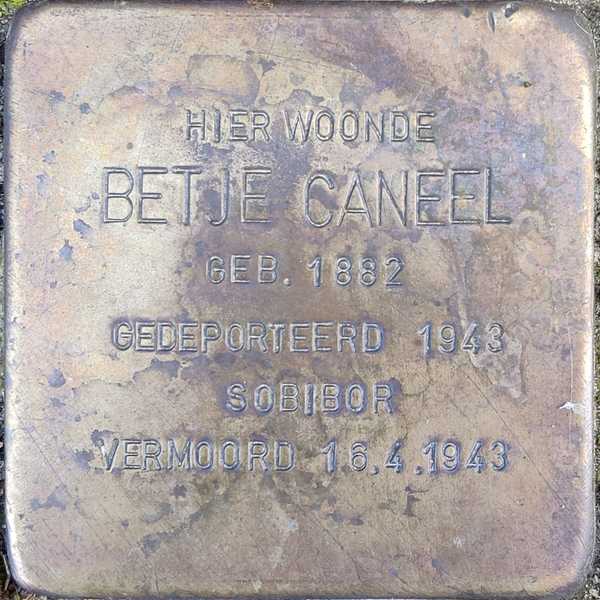 HIER WOONDE
BETJE CANEEL
GEB. 1882
GEDEPORTEERD 1943
SOBIBOR
VERMOORD 16.4.1943